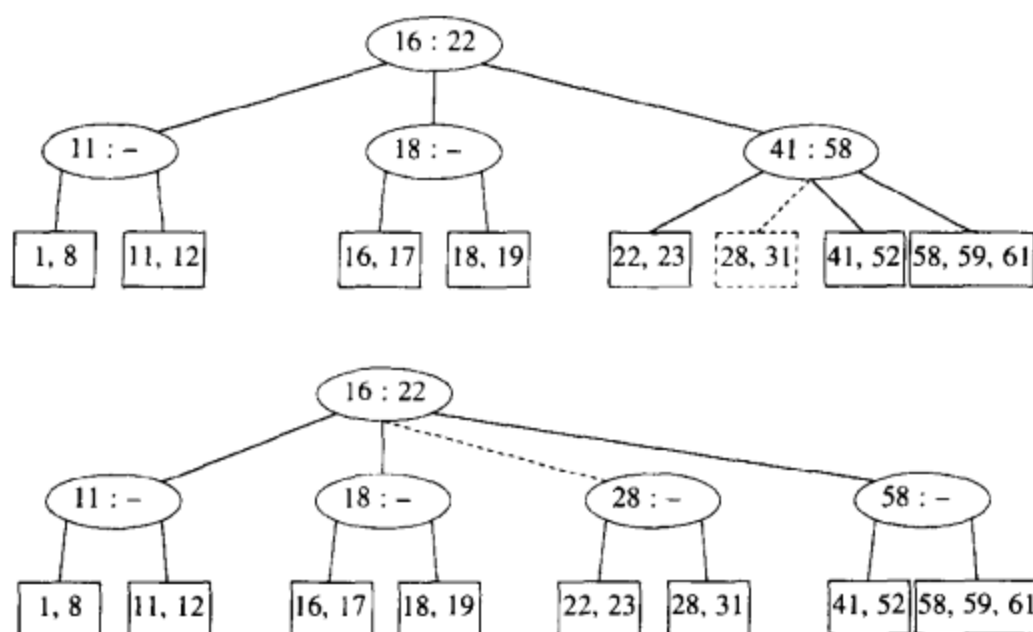 16 : 22
11 : –
18 : –
41 : 58
1, 8
11, 12
16, 17
18, 19
22, 23
28, 31
41, 52
58, 59, 61
16 : 22
11 : –
18 : –
28 : –
58 : –
1, 8
11, 12
16, 17
18, 19
22, 23
28, 31
41, 52
58, 59, 61